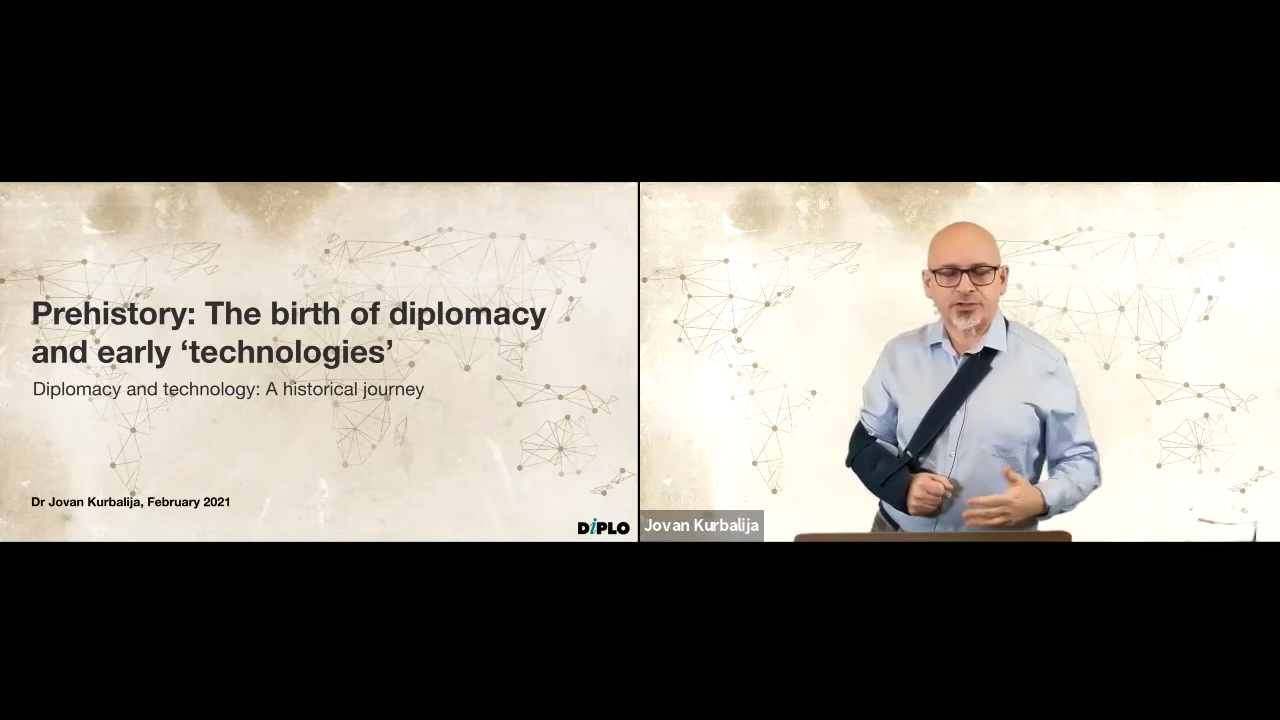 Prehistory: The birth of diplomacy
and early ‘technologies’
Diplomacy and technology: A historical journey
Dr Jovan Kurbalija, February 2021
DiPLO
Jovan Kurbalija